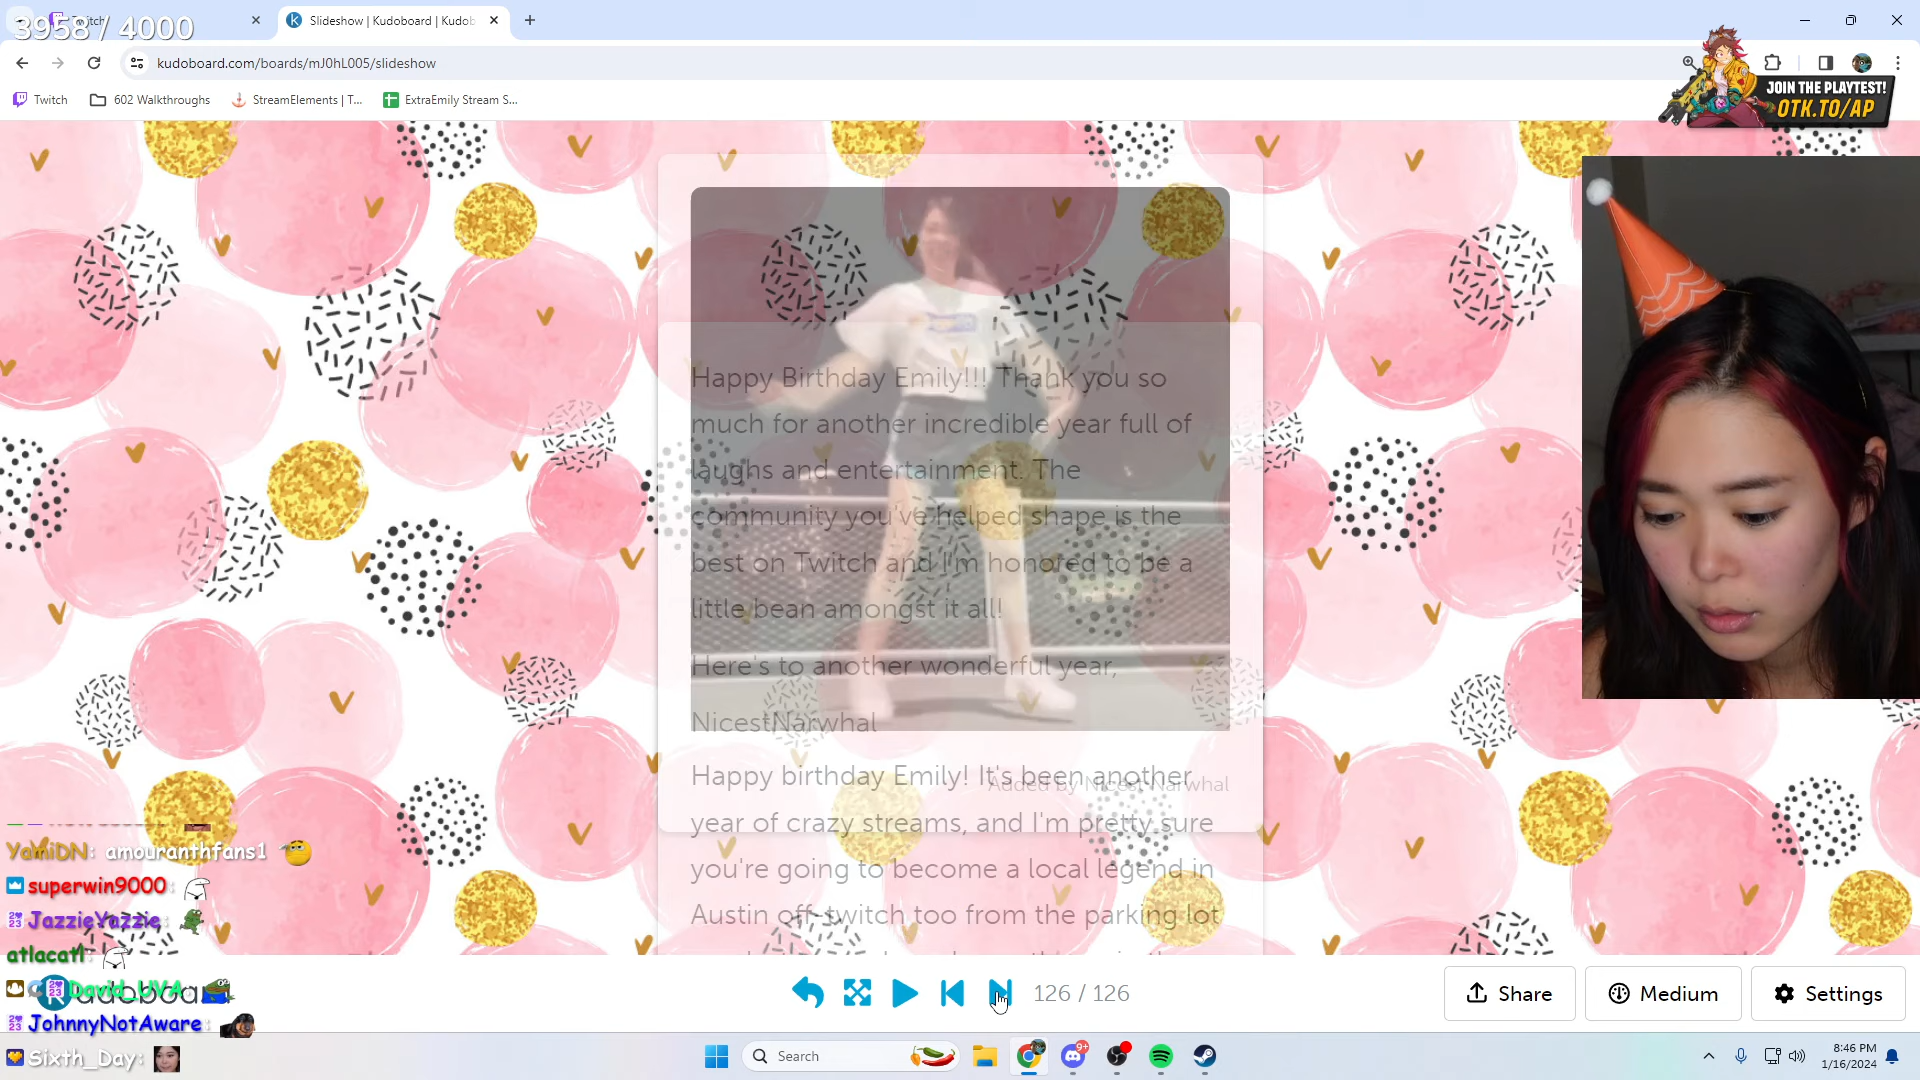 3958 / 4000
Twitch
Slideshow | Kudoboard | Kudob
kudoboard.com/boards/mJ0hL005/slideshow
Twitch
602 Walkthroughs
StreamElements | T...
ExtraEmily Stream S...
JOIN THE PLAYTEST!
OTK.TO/AP
Happy Birthday Emily!!! Thank you so
much for another incredible year full of
laughs and entertainment. The
community you've helped shape is the
best on Twitch and I'm honored to be a
little bean amongst it all!
Here's to another wonderful year,
NicestNarwhal
Added by Nicest Narwhal
Happy birthday Emily! It's been another
year of crazy streams, and I'm pretty sure
you're going to become a local legend in
Austin off-twitch too from the parking lot
YamiDN: amouranthfans1
superwin9000:
JazzieYazzie:
atlacatl:
David_UVA:
kudoboard
JohnnyNotAware:
Sixth_Day:
126 / 126
Share
Medium
Settings
Search
9+
8:46 PM
1/16/2024